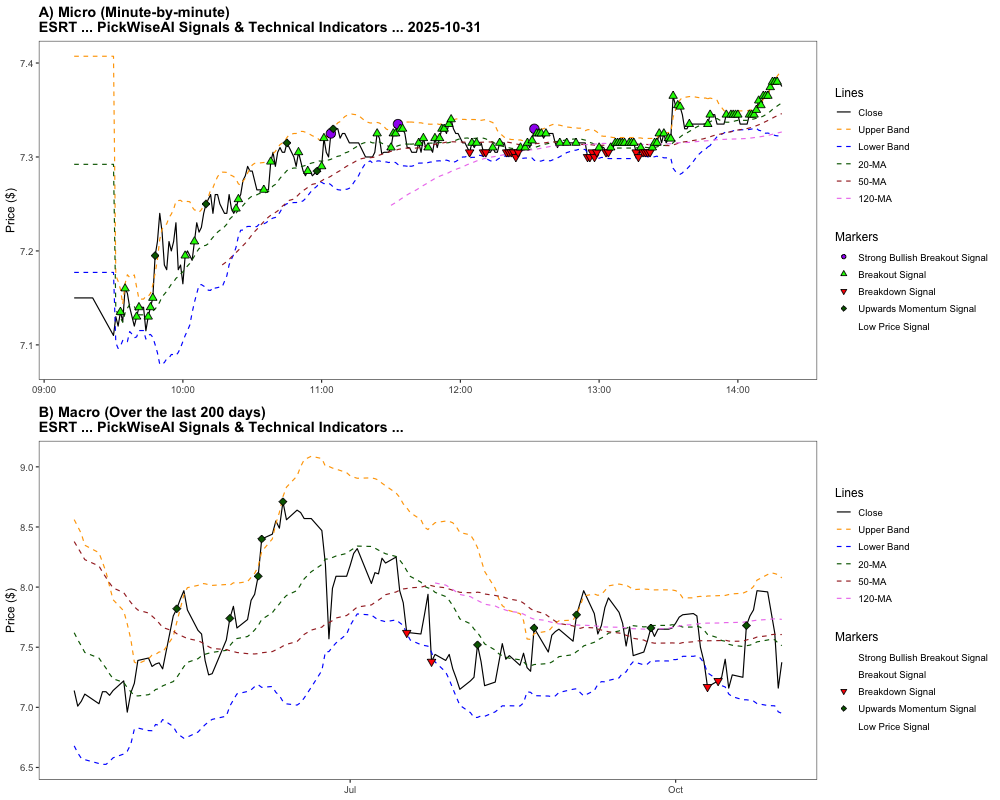 A) Micro (Minute-by-minute)
ESRT ... PickWiseAI Signals & Technical Indicators ... 2025-10-31
Price ($)
7.4
7.3
7.2
7.1
09:00
10:00
11:00
12:00
13:00
14:00
Lines
Close
Upper Band
Lower Band
20-MA
50-MA
120-MA
Markers
Strong Bullish Breakout Signal
Breakout Signal
Breakdown Signal
Upwards Momentum Signal
Low Price Signal
B) Macro (Over the last 200 days)
ESRT ... PickWiseAI Signals & Technical Indicators ...
Price ($)
9.0
8.5
8.0
7.5
7.0
6.5
Jul
Oct
Lines
Close
Upper Band
Lower Band
20-MA
50-MA
120-MA
Markers
Strong Bullish Breakout Signal
Breakout Signal
Breakdown Signal
Upwards Momentum Signal
Low Price Signal